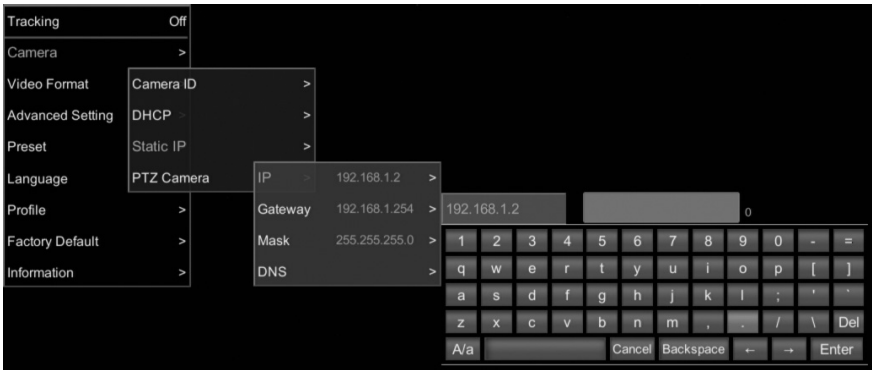 Tracking Off
Camera >
Video Format
Advanced Setting
Preset
Language
Profile >
Factory Default >
Information >
Camera ID >
DHCP > >
Static IP >
PTZ Camera
IP > 192.168.1.2 >
Gateway 192.168.1.254 >
Mask 255.255.255.0 >
DNS >
192.168.1.2 0
1 2 3 4 5 6 7 8 9 0 - =
q w e r t y u i o p [ ]
a s d f g h j k l ; ' `
z x c v b n m , . / \ Del
A/a Cancel Backspace ← → Enter